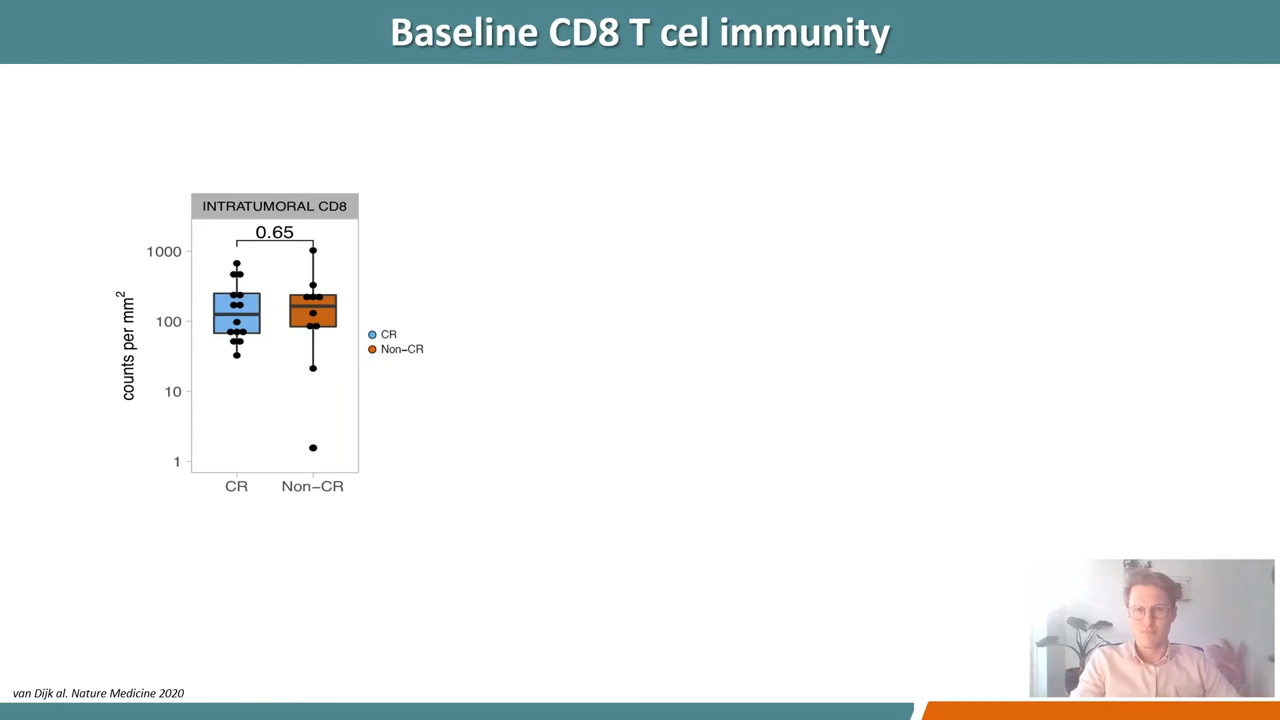 Baseline CD8 T cel immunity
INTRATUMORAL CD8
0.65
1000
100
10
1
counts per mm²
CR
Non–CR
CR
Non–CR
van Dijk al. Nature Medicine 2020